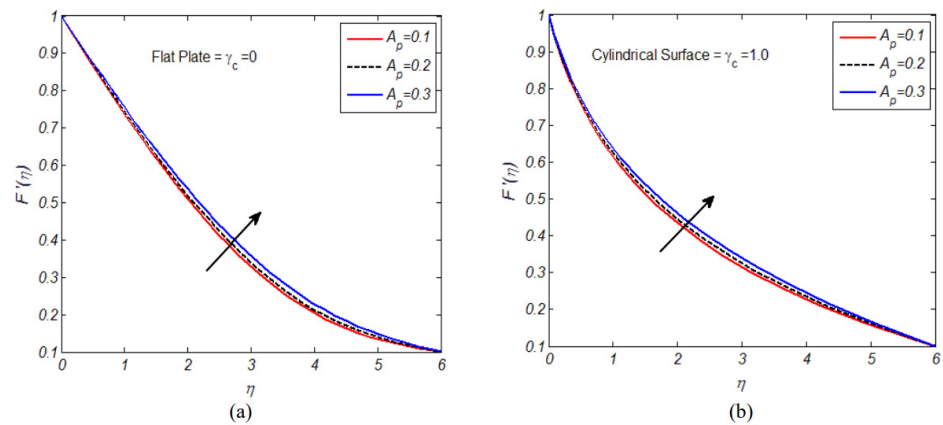 1
0.9
0.8
0.7
0.6
0.5
0.4
0.3
0.2
0.1
F'(η)
0 1 2 3 4 5 6
η
Flat Plate = γc =0
Ap=0.1
Ap=0.2
Ap=0.3
(a)
1
0.9
0.8
0.7
0.6
0.5
0.4
0.3
0.2
0.1
F'(η)
0 1 2 3 4 5 6
η
Cylindrical Surface = γc =1.0
Ap=0.1
Ap=0.2
Ap=0.3
(b)